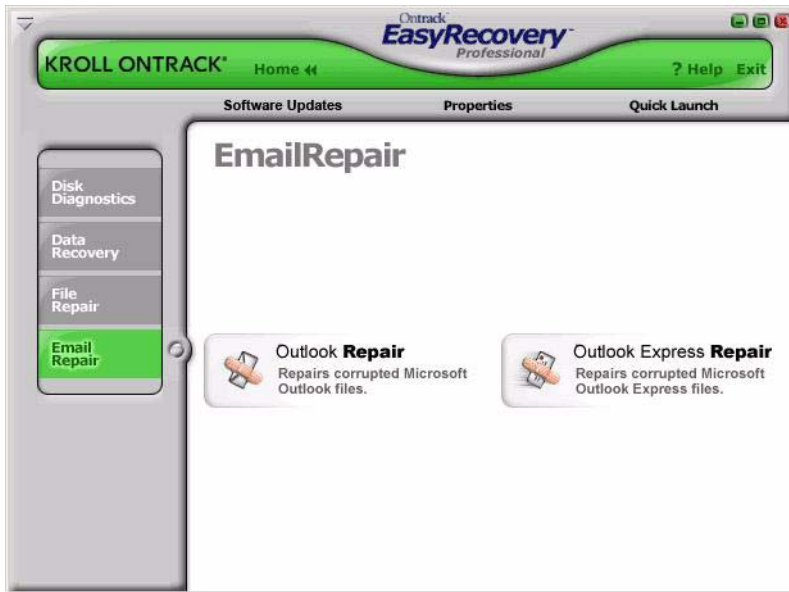 Ontrack
EasyRecovery™
Professional
KROLL ONTRACK®
Home
? Help
Exit
Software Updates
Properties
Quick Launch
EmailRepair
Disk
Diagnostics
Data
Recovery
File
Repair
Email
Repair
Outlook Repair
Repairs corrupted Microsoft
Outlook files.
Outlook Express Repair
Repairs corrupted Microsoft
Outlook Express files.